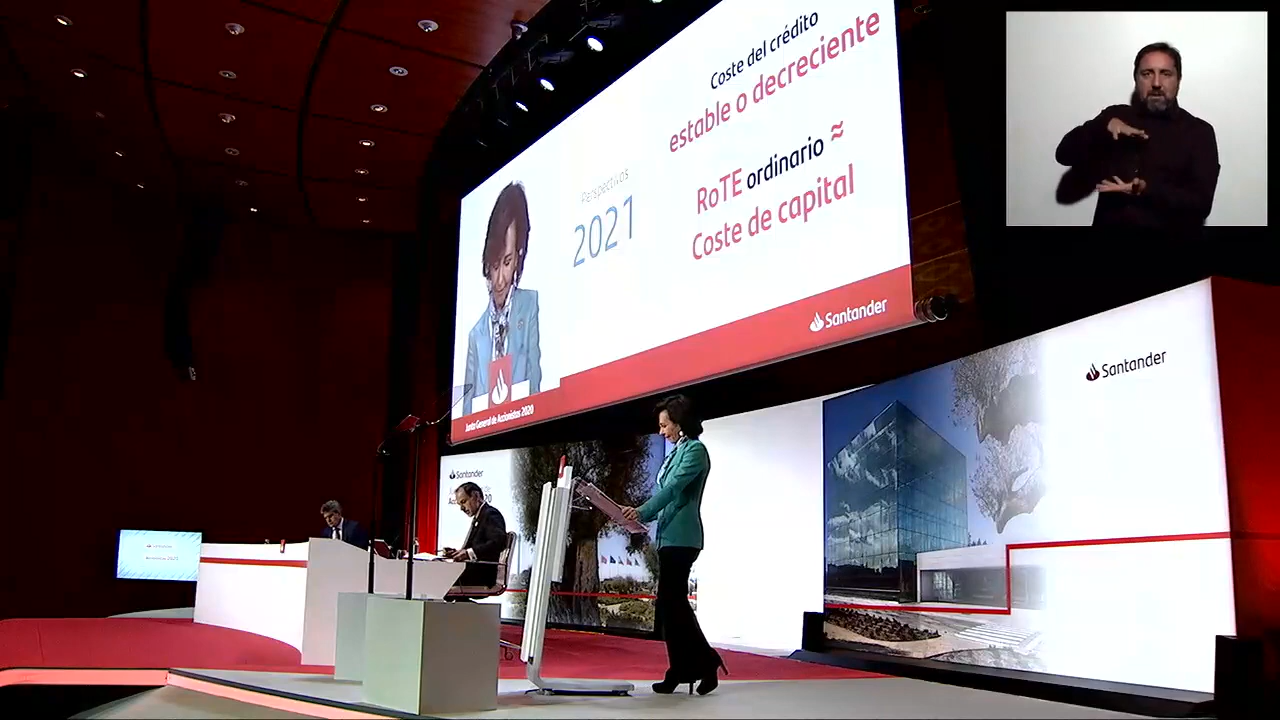 Coste del crédito
estable o decreciente
Perspectivas
2021
RoTE ordinario ≈
Coste de capital
Santander
Junta General de Accionistas 2020
Santander
Santander